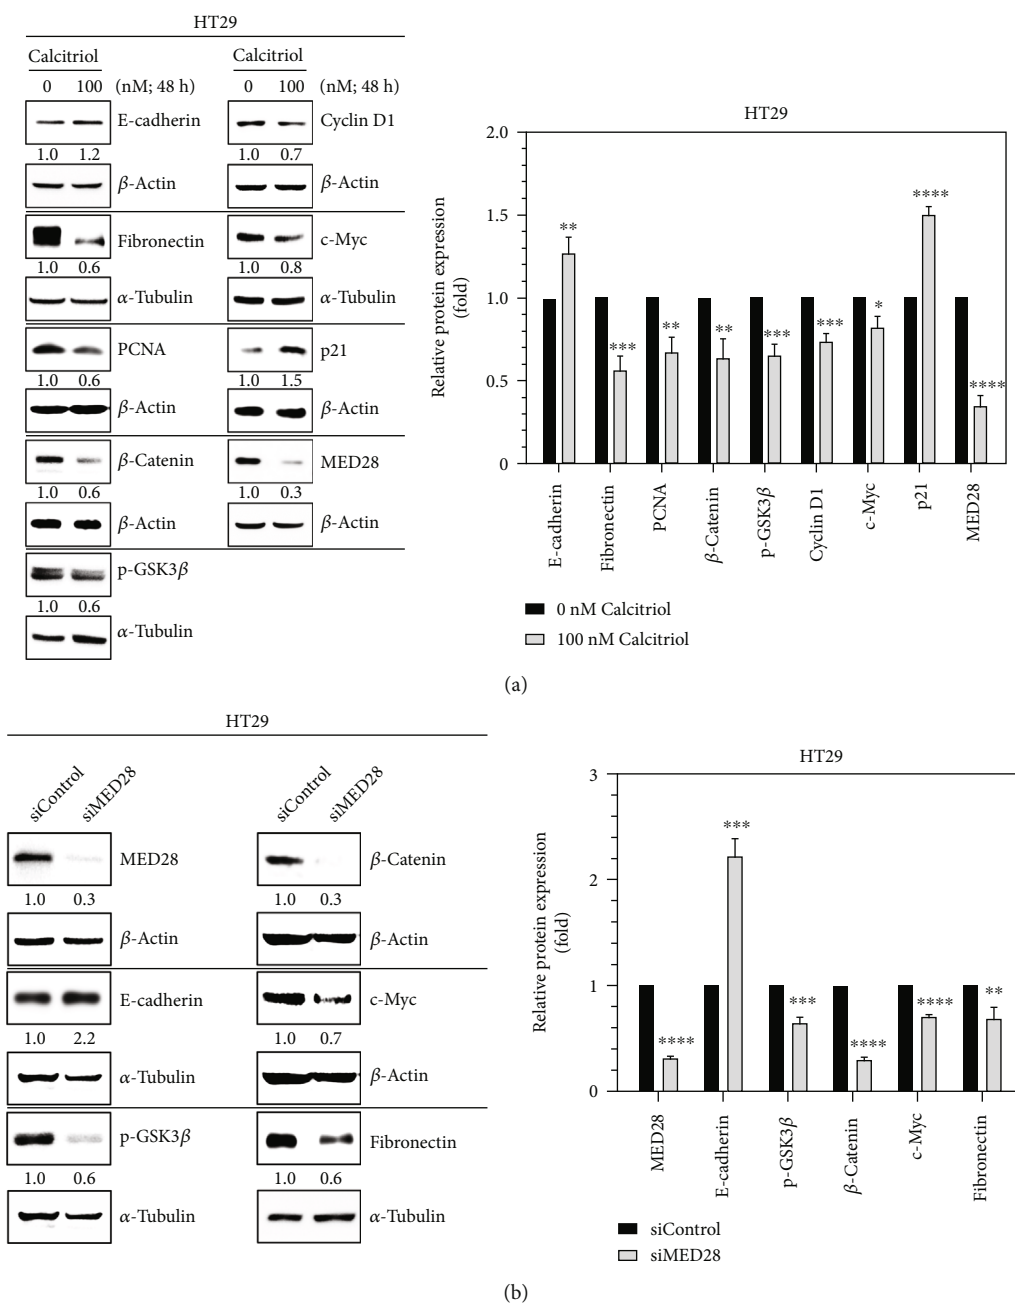 HT29
Calcitriol Calcitriol
0 100 (nM; 48 h) 0 100 (nM; 48 h)
E-cadherin Cyclin D1
1.0 1.2 1.0 0.7
β-Actin β-Actin
Fibronectin c-Myc
1.0 0.6 1.0 0.8
α-Tubulin α-Tubulin
PCNA p21
1.0 0.6 1.0 1.5
β-Actin β-Actin
β-Catenin MED28
1.0 0.6 1.0 0.3
β-Actin β-Actin
p-GSK3β
1.0 0.6
α-Tubulin
HT29
Relative protein expression
(fold)
2.0
1.5
1.0
0.5
0
** *** ** ** *** *** * **** ****
E-cadherin Fibronectin PCNA β-Catenin p-GSK3β Cyclin D1 c-Myc p21 MED28
0 nM Calcitriol
100 nM Calcitriol
(a)
HT29
siControl siMED28 siControl siMED28
MED28 β-Catenin
1.0 0.3 1.0 0.3
β-Actin β-Actin
E-cadherin c-Myc
1.0 2.2 1.0 0.7
α-Tubulin β-Actin
p-GSK3β Fibronectin
1.0 0.6 1.0 0.6
α-Tubulin α-Tubulin
HT29
Relative protein expression
(fold)
3
2
1
0
**** *** *** **** **** **
MED28 E-cadherin p-GSK3β β-Catenin c-Myc Fibronectin
siControl
siMED28
(b)